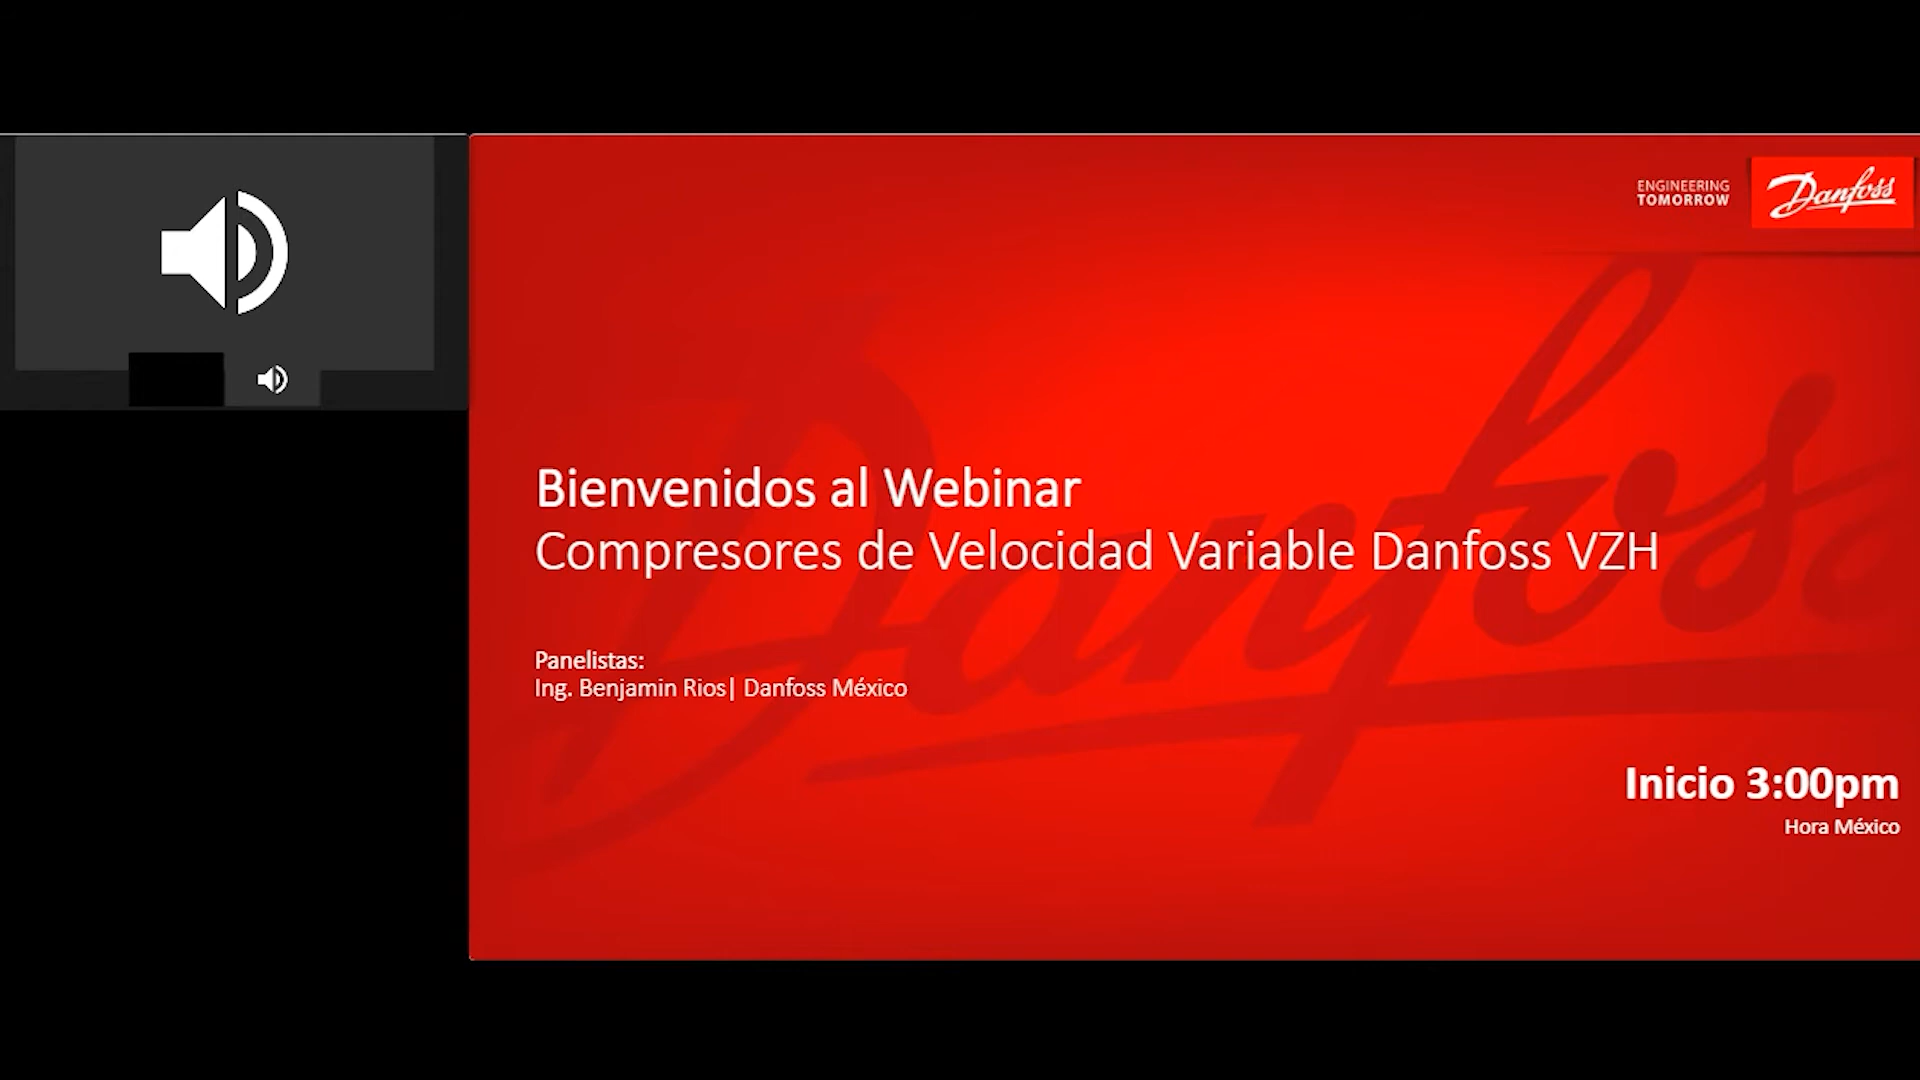 ENGINEERING
TOMORROW
Danfoss
Bienvenidos al Webinar
Compresores de Velocidad Variable Danfoss VZH
Panelistas:
Ing. Benjamin Rios| Danfoss México
Inicio 3:00pm
Hora México
Danfoss